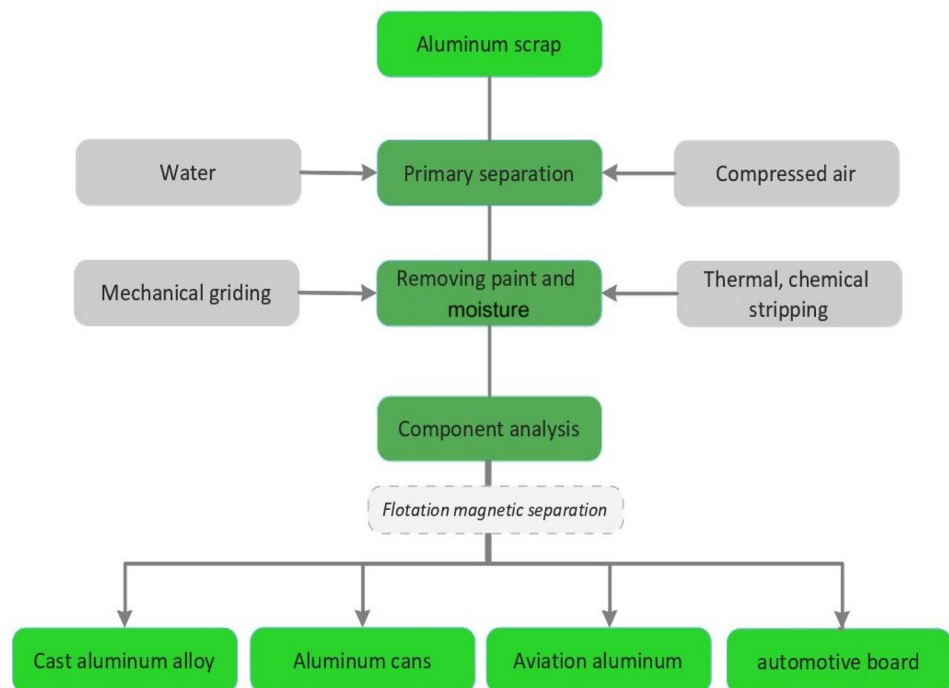 Aluminum scrap
Water
Primary separation
Compressed air
Mechanical griding
Removing paint and
moisture
Thermal, chemical
stripping
Component analysis
Flotation magnetic separation
Cast aluminum alloy
Aluminum cans
Aviation aluminum
automotive board